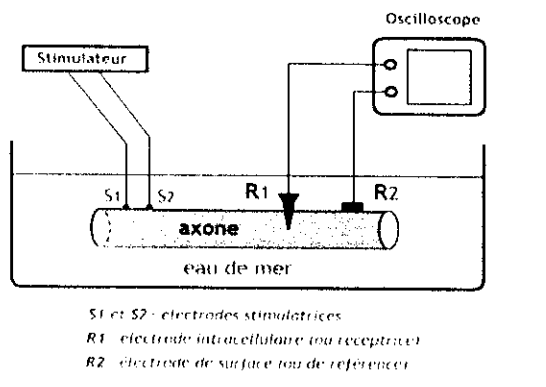 Oscilloscope
Stimulateur
S1 S2 R1 R2
axone
eau de mer
S1 et S2 : electrodes stimulatrices
R1 électrode intracellulaire (ou réceptrice)
R2 électrode de surface (ou de référence)